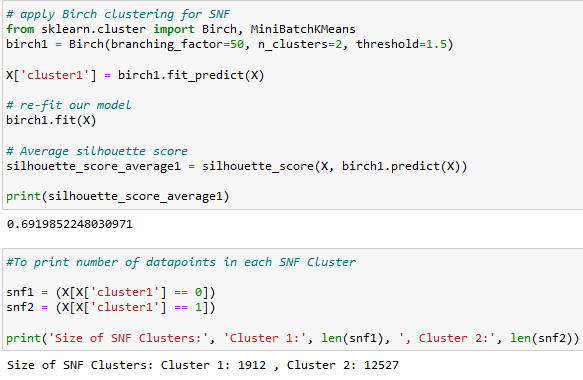 # apply Birch clustering for SNF
from sklearn.cluster import Birch, MiniBatchKMeans
birch1 = Birch(branching_factor=50, n_clusters=2, threshold=1.5)
X['cluster1'] = birch1.fit_predict(X)
# re-fit our model
birch1.fit(X)
# Average silhouette score
silhouette_score_average1 = silhouette_score(X, birch1.predict(X))
print(silhouette_score_average1)
0.6919852248030971
#To print number of datapoints in each SNF Cluster
snf1 = (X[X['cluster1'] == 0])
snf2 = (X[X['cluster1'] == 1])
print('Size of SNF Clusters:', 'Cluster 1:', len(snf1), ', Cluster 2:', len(snf2))
Size of SNF Clusters: Cluster 1: 1912 , Cluster 2: 12527